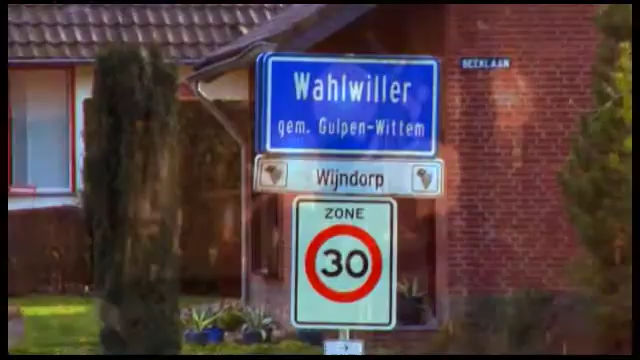 BEEKLAAN
Wahlwiller
gem. Gulpen-Wittem
Wijndorp
ZONE
30